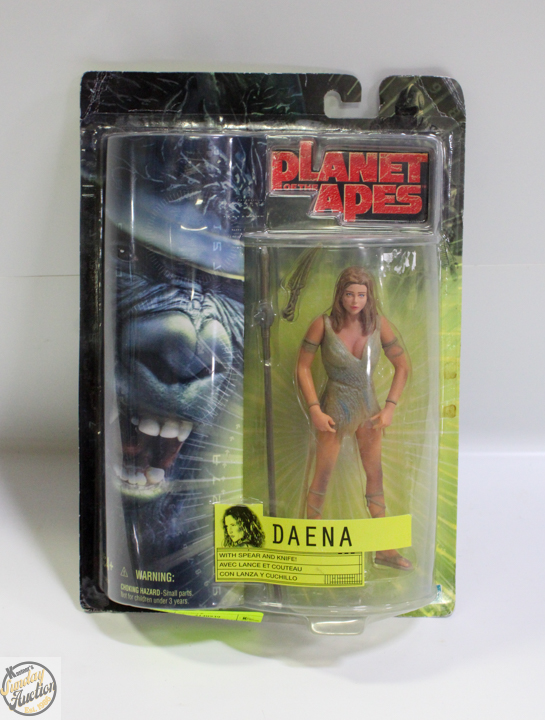 PLANET
OF THE
APES
DAENA
WITH SPEAR AND KNIFE!
AVEC LANCE ET COUTEAU
CON LANZA Y CUCHILLO
WARNING:
CHOKING HAZARD-Small parts.
Not for children under 3 years.
Sunday
Auction